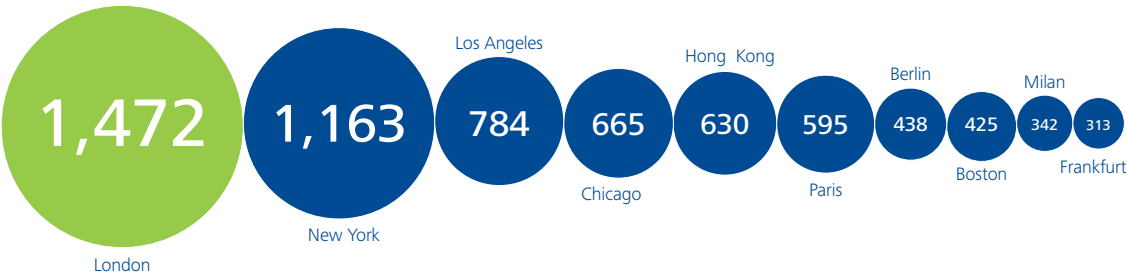 1,472
London
1,163
New York
Los Angeles
784
665
Chicago
Hong Kong
630
595
Paris
Berlin
438
425
Boston
Milan
342
313
Frankfurt